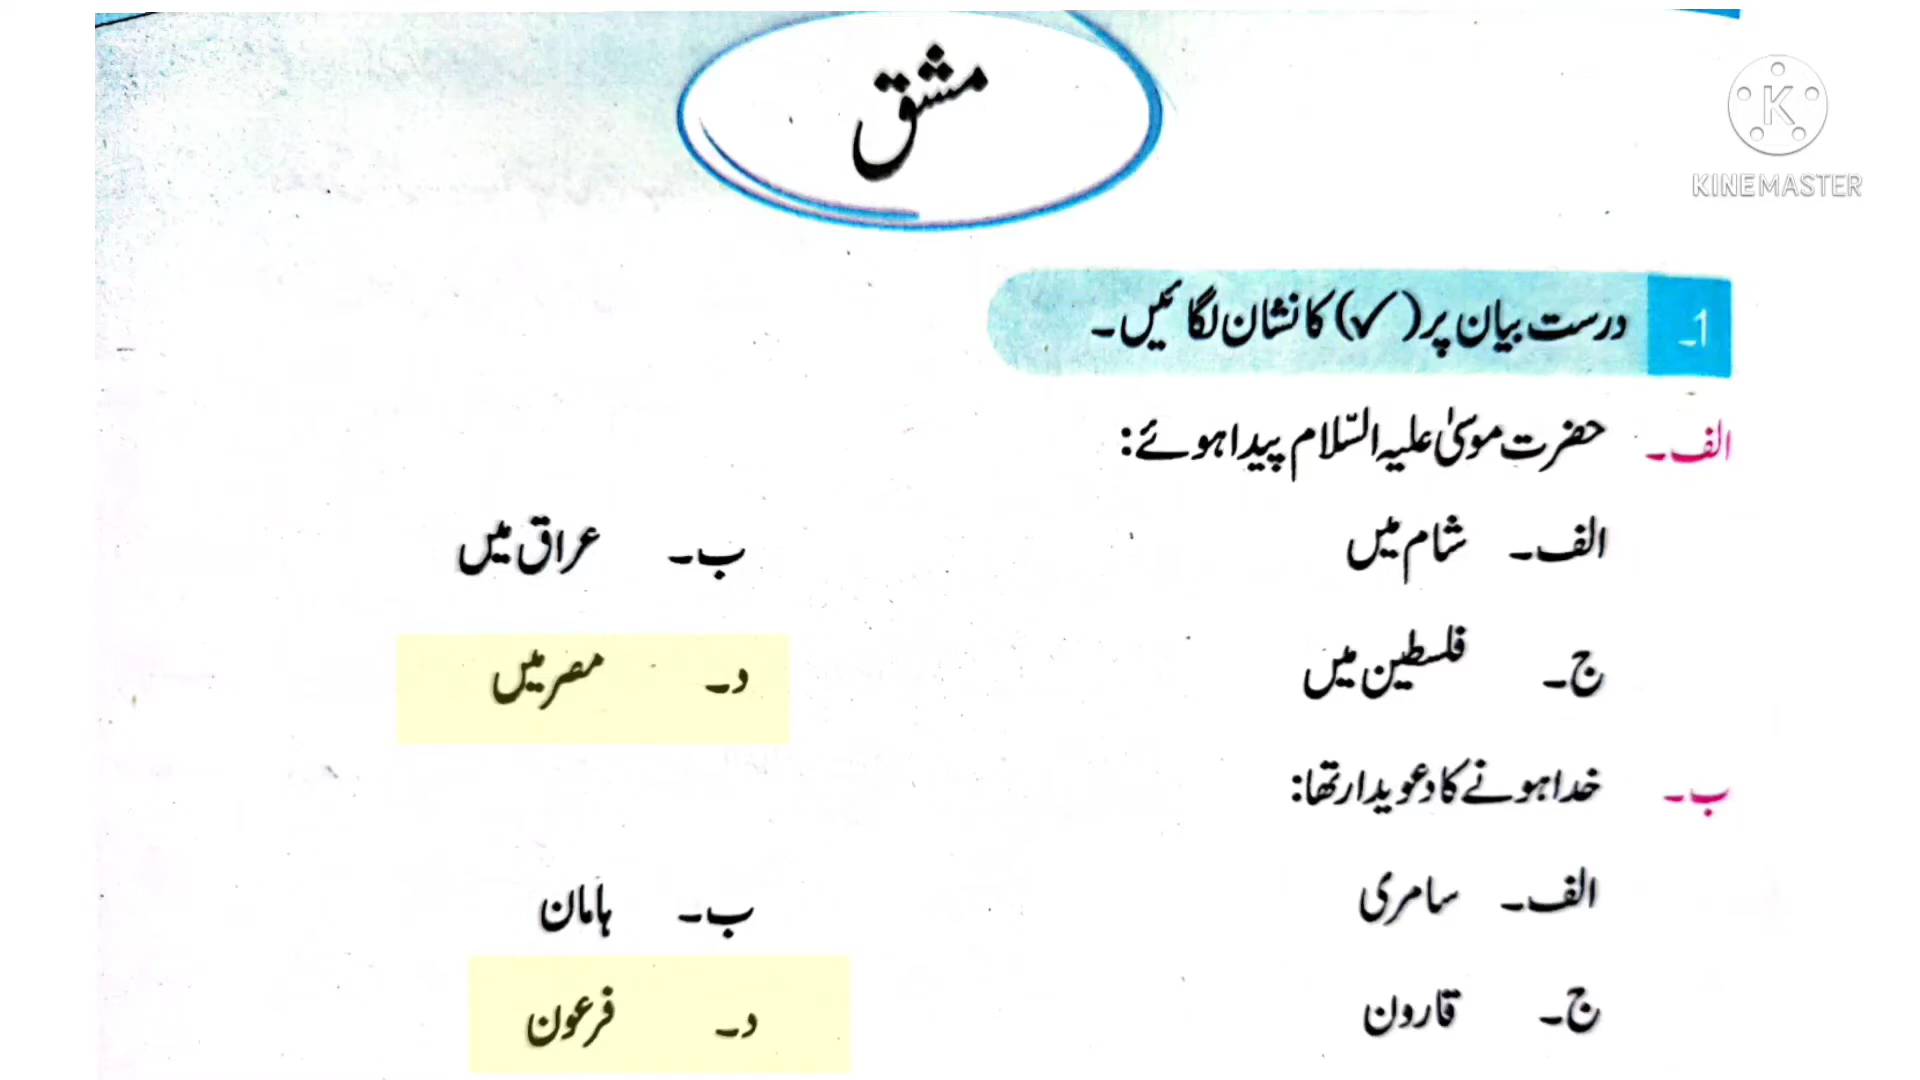 مشق
KINEMASTER
1۔ درست بیان پر (✓) کا نشان لگائیں۔
الف۔ حضرت موسیٰ علیہ السّلام پیدا ہوئے:
الف۔ شام میں ب۔ عراق میں
ج۔ فلسطین میں د۔ مصر میں
ب۔ خدا ہونے کا دعویدار تھا:
الف۔ سامری ب۔ ہامان
ج۔ قارون د۔ فرعون